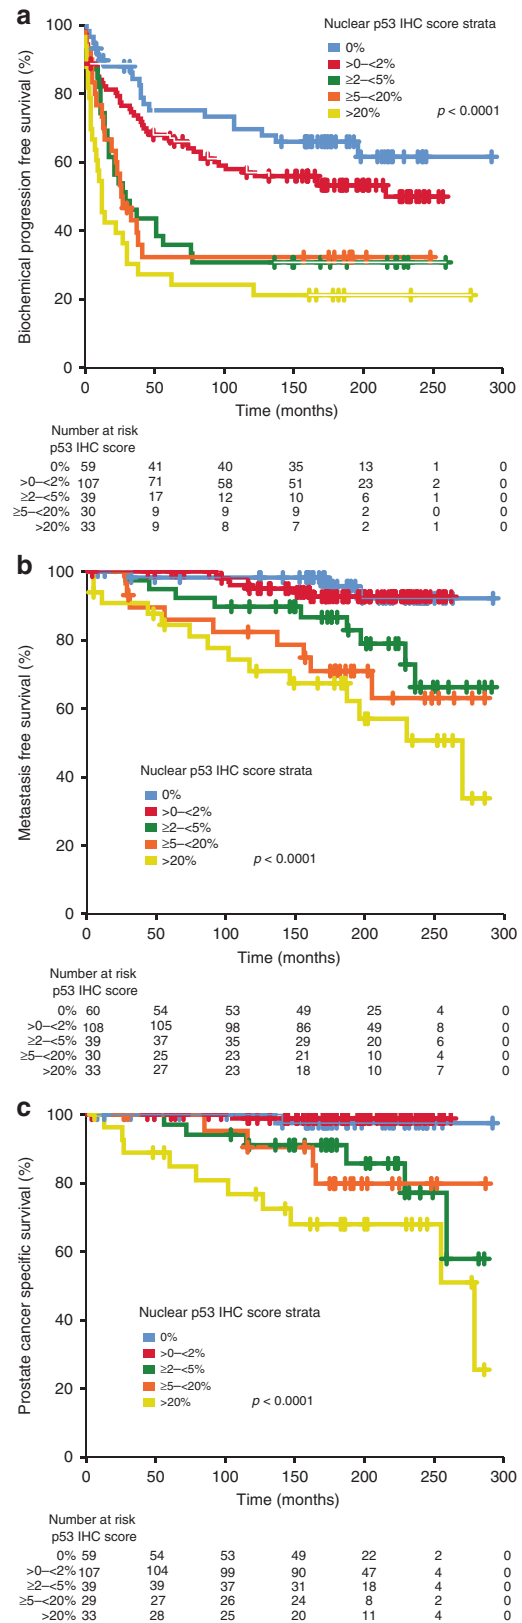 a
Nuclear p53 IHC score strata
0%
>0–<2%
≥2–<5%
≥5–<20%
>20%
p < 0.0001
Biochemical progression free survival (%)
100
80
60
40
20
0
0 50 100 150 200 250 300
Time (months)
Number at risk
p53 IHC score
0% 59 41 40 35 13 1 0
>0–<2% 107 71 58 51 23 2 0
≥2–<5% 39 17 12 10 6 1 0
≥5–<20% 30 9 9 9 2 0 0
>20% 33 9 8 7 2 1 0
b
Metastasis free survival (%)
100
80
60
40
20
0
Nuclear p53 IHC score strata
0%
>0–<2%
≥2–<5%
≥5–<20%
>20%
p < 0.0001
0 50 100 150 200 250 300
Time (months)
Number at risk
p53 IHC score
0% 60 54 53 49 25 4 0
>0–<2% 108 105 98 86 49 8 0
≥2–<5% 39 37 35 29 20 6 0
≥5–<20% 30 25 23 21 10 4 0
>20% 33 27 23 18 10 7 0
c
Prostate cancer specific survival (%)
100
80
60
40
20
0
Nuclear p53 IHC score strata
0%
>0–<2%
≥2–<5%
≥5–<20%
>20%
p < 0.0001
0 50 100 150 200 250 300
Time (months)
Number at risk
p53 IHC score
0% 59 54 53 49 22 2 0
>0–<2% 107 104 99 90 47 4 0
≥2–<5% 39 39 37 31 18 4 0
≥5–<20% 29 27 26 24 8 2 0
>20% 33 28 25 20 11 4 0